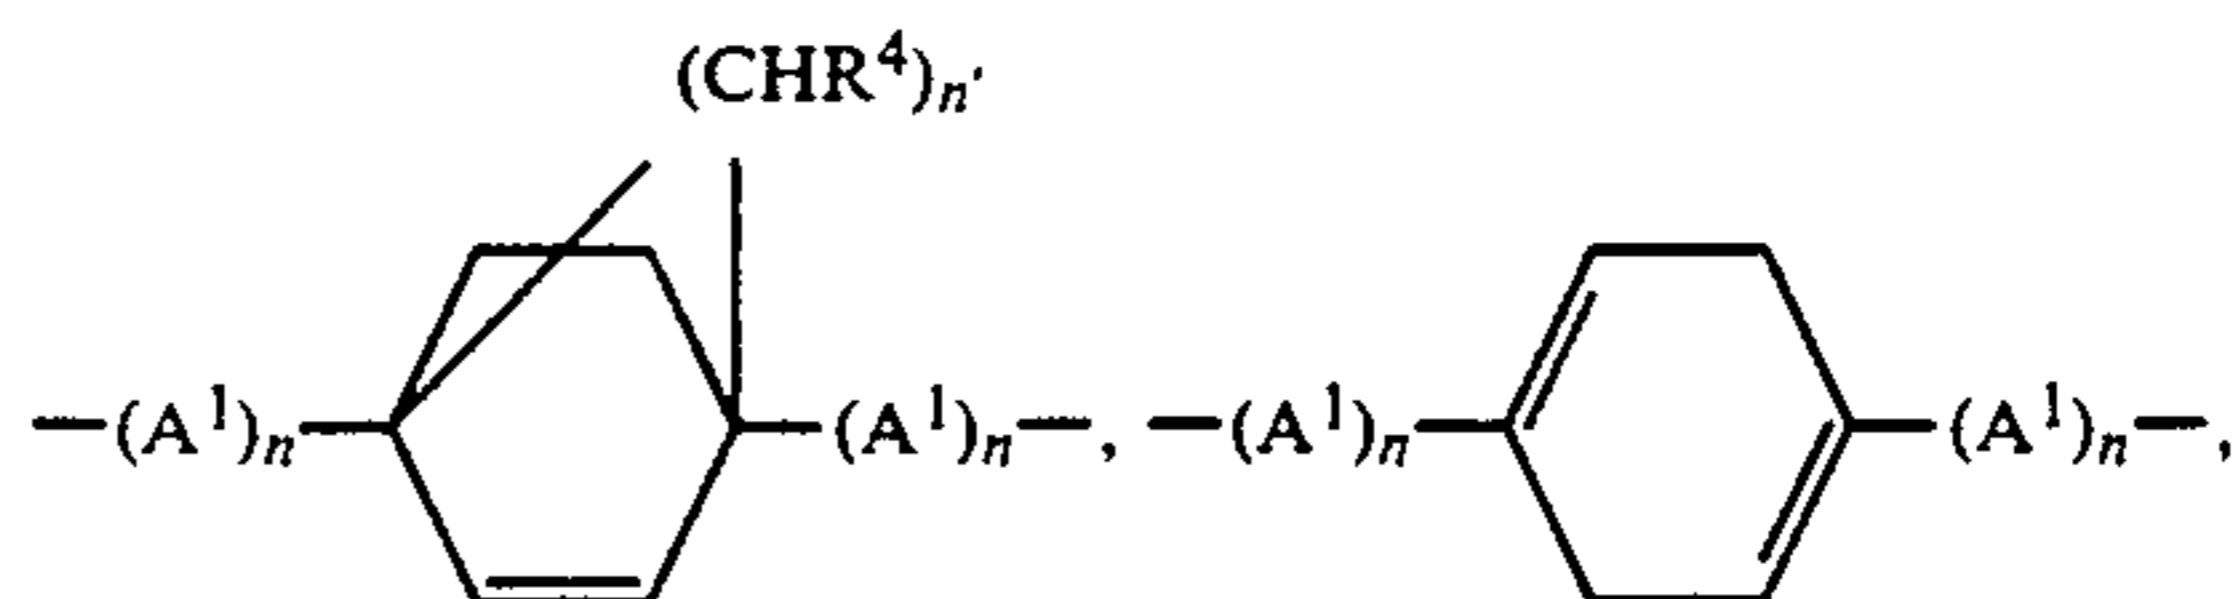 (CHR⁴)ₙ'
—(A¹)ₙ— —(A¹)ₙ—, —(A¹)ₙ— —(A¹)ₙ—,